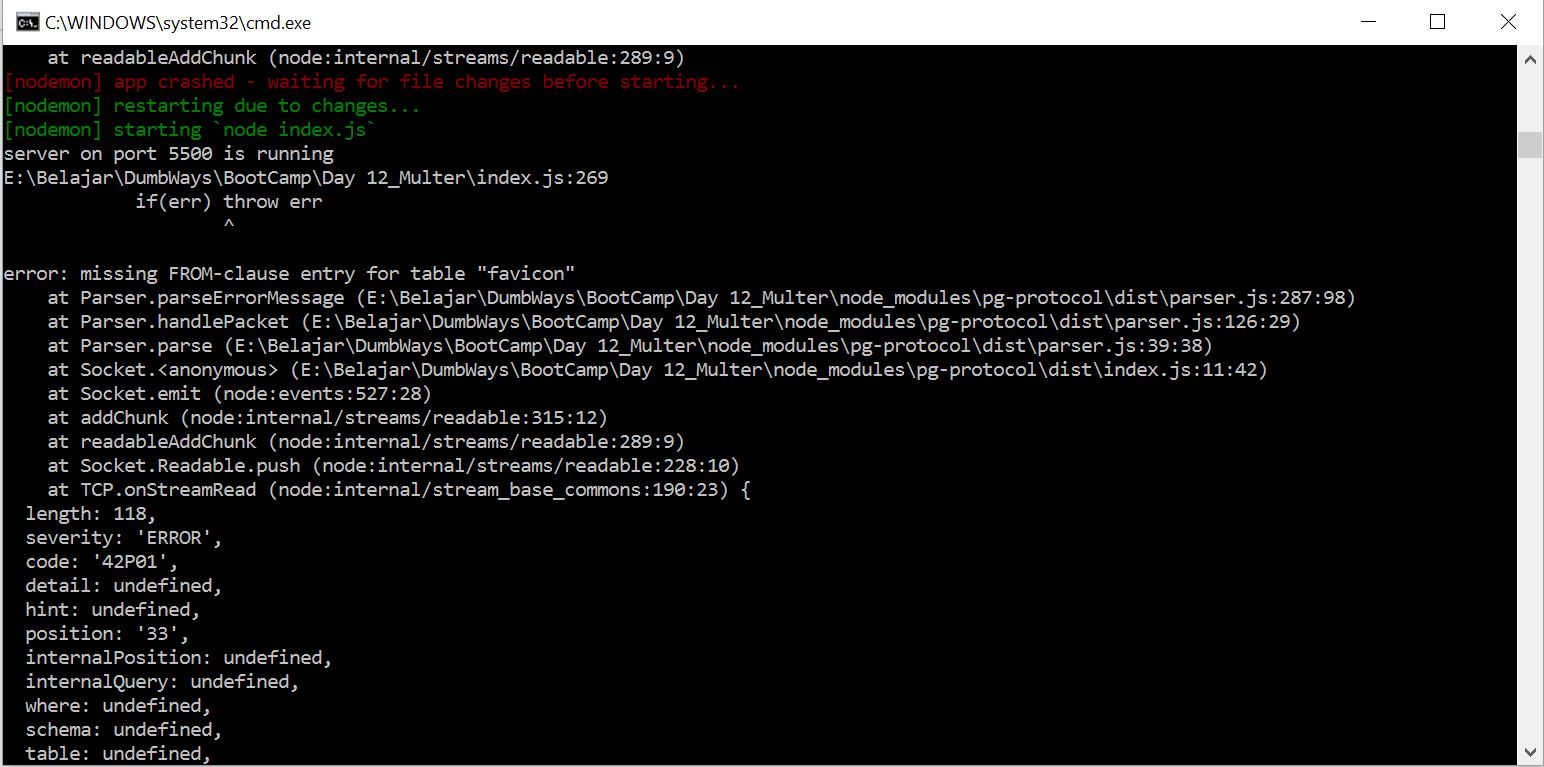 C:\WINDOWS\system32\cmd.exe
    at readableAddChunk (node:internal/streams/readable:289:9)
[nodemon] app crashed - waiting for file changes before starting...
[nodemon] restarting due to changes...
[nodemon] starting `node index.js`
server on port 5500 is running
E:\Belajar\DumbWays\BootCamp\Day 12_Multer\index.js:269
            if(err) throw err
                    ^
error: missing FROM-clause entry for table "favicon"
    at Parser.parseErrorMessage (E:\Belajar\DumbWays\BootCamp\Day 12_Multer\node_modules\pg-protocol\dist\parser.js:287:98)
    at Parser.handlePacket (E:\Belajar\DumbWays\BootCamp\Day 12_Multer\node_modules\pg-protocol\dist\parser.js:126:29)
    at Parser.parse (E:\Belajar\DumbWays\BootCamp\Day 12_Multer\node_modules\pg-protocol\dist\parser.js:39:38)
    at Socket.<anonymous> (E:\Belajar\DumbWays\BootCamp\Day 12_Multer\node_modules\pg-protocol\dist\index.js:11:42)
    at Socket.emit (node:events:527:28)
    at addChunk (node:internal/streams/readable:315:12)
    at readableAddChunk (node:internal/streams/readable:289:9)
    at Socket.Readable.push (node:internal/streams/readable:228:10)
    at TCP.onStreamRead (node:internal/stream_base_commons:190:23) {
  length: 118,
  severity: 'ERROR',
  code: '42P01',
  detail: undefined,
  hint: undefined,
  position: '33',
  internalPosition: undefined,
  internalQuery: undefined,
  where: undefined,
  schema: undefined,
  table: undefined,